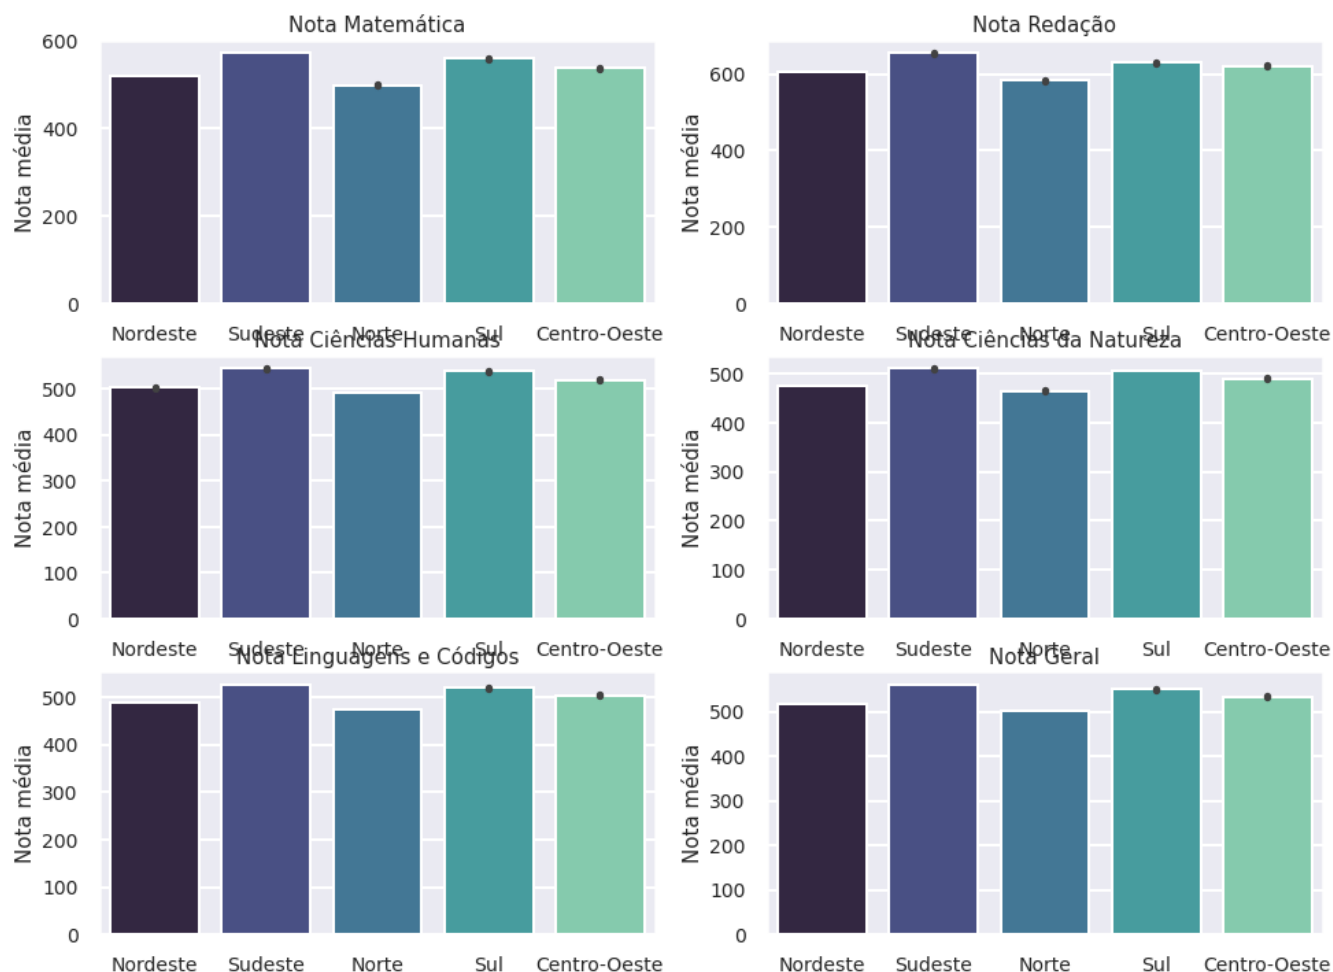 Nota Matemática
Nota média
600
400
200
0
Nordeste Sudeste Norte Sul Centro-Oeste
Nota Redação
Nota média
600
400
200
0
Nordeste Sudeste Norte Sul Centro-Oeste
Nota Ciências Humanas
Nota média
500
400
300
200
100
0
Nordeste Sudeste Norte Sul Centro-Oeste
Nota Ciências da Natureza
Nota média
500
400
300
200
100
0
Nordeste Sudeste Norte Sul Centro-Oeste
Nota Linguagens e Códigos
Nota média
500
400
300
200
100
0
Nordeste Sudeste Norte Sul Centro-Oeste
Nota Geral
Nota média
500
400
300
200
100
0
Nordeste Sudeste Norte Sul Centro-Oeste